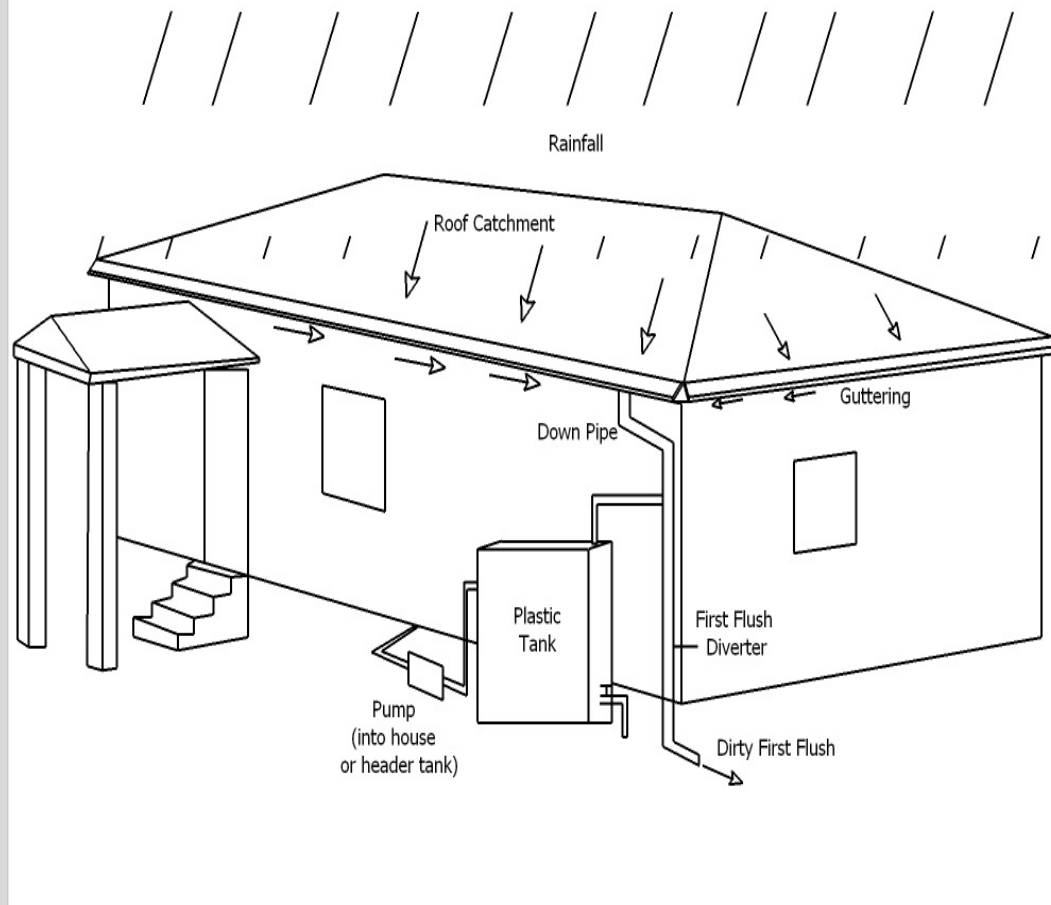 Rainfall
Roof Catchment
Guttering
Down Pipe
Plastic
Tank
First Flush
Diverter
Pump
(into house
or header tank)
Dirty First Flush